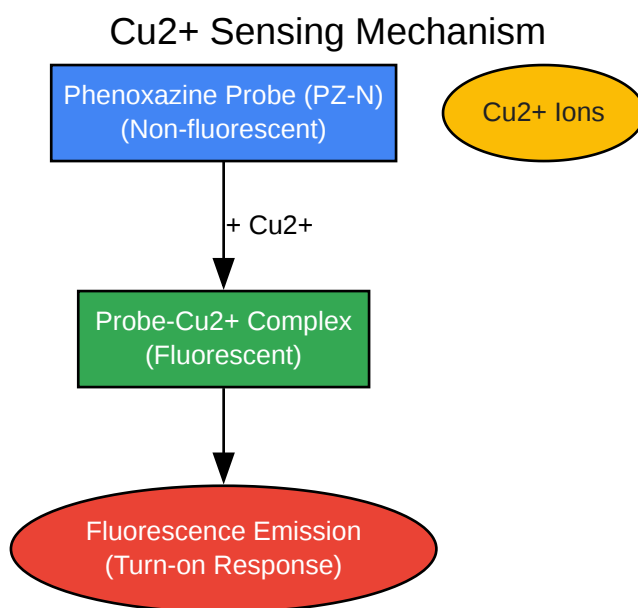 Cu2+ Sensing Mechanism
Phenoxazine Probe (PZ-N)
(Non-fluorescent)
Cu2+ Ions
+ Cu2+
Probe-Cu2+ Complex
(Fluorescent)
Fluorescence Emission
(Turn-on Response)